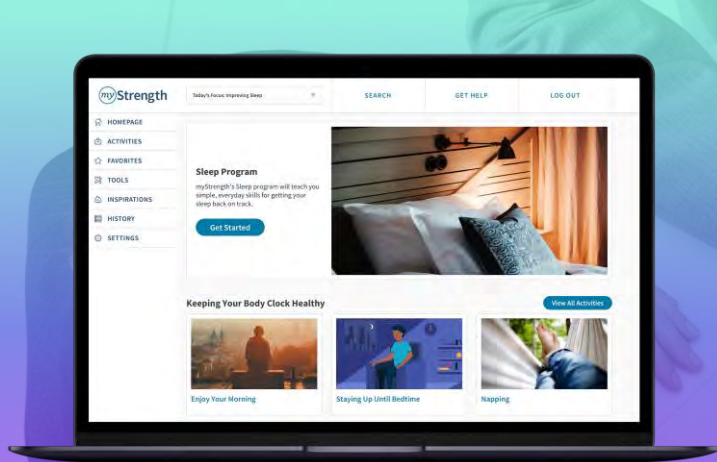 myStrength
Today's Focus: Improving Sleep
SEARCH
GET HELP
LOG OUT
HOMEPAGE
ACTIVITIES
FAVORITES
TOOLS
INSPIRATIONS
HISTORY
SETTINGS
Sleep Program
myStrength's Sleep program will teach you
simple, everyday skills for getting your
sleep back on track.
Get Started
Keeping Your Body Clock Healthy
View All Activities
Enjoy Your Morning
Staying Up Until Bedtime
Napping